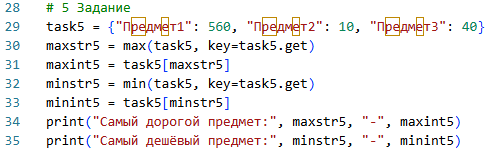 28 # 5 Задание
29 task5 = {"Предмет1": 560, "Предмет2": 10, "Предмет3": 40}
30 maxstr5 = max(task5, key=task5.get)
31 maxint5 = task5[maxstr5]
32 minstr5 = min(task5, key=task5.get)
33 minint5 = task5[minstr5]
34 print("Самый дорогой предмет:", maxstr5, "-", maxint5)
35 print("Самый дешёвый предмет:", minstr5, "-", minint5)